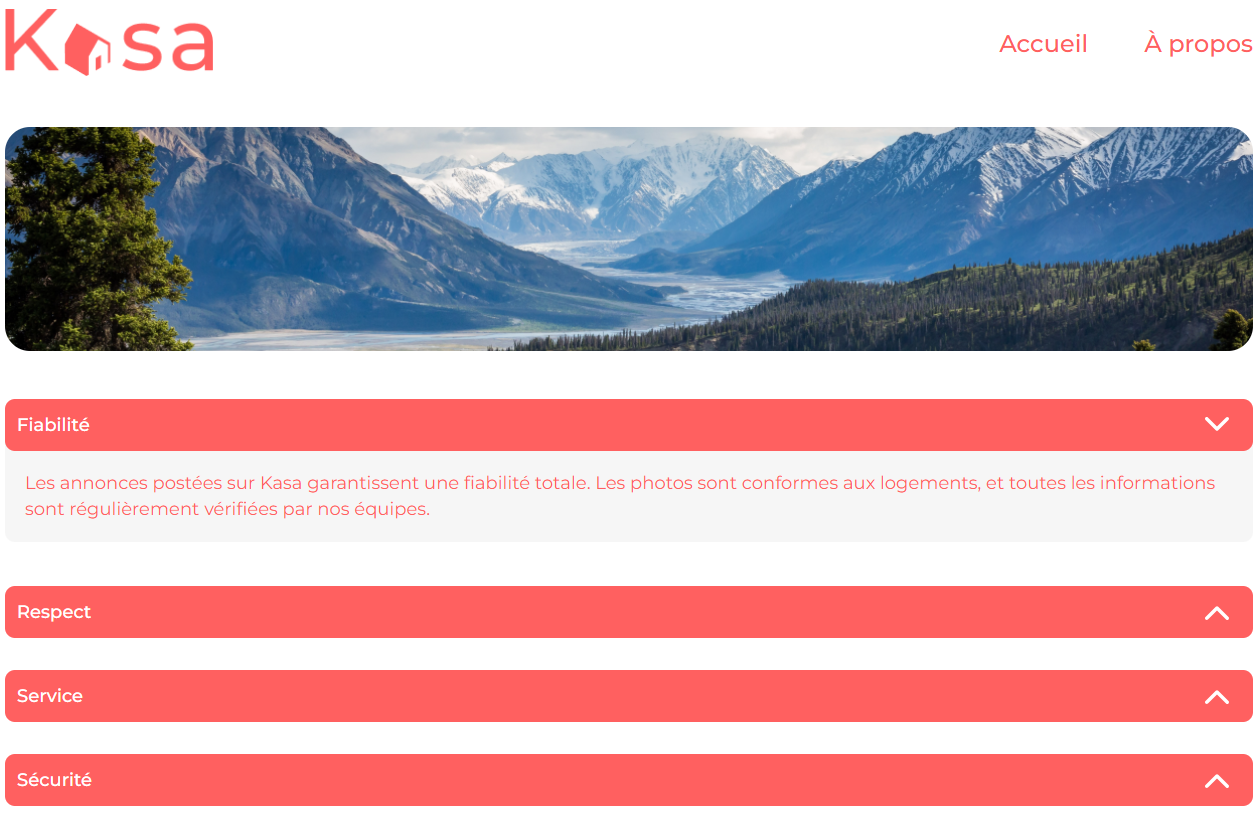 Kasa
Accueil
À propos
Fiabilité
Les annonces postées sur Kasa garantissent une fiabilité totale. Les photos sont conformes aux logements, et toutes les informations
sont régulièrement vérifiées par nos équipes.
Respect
Service
Sécurité